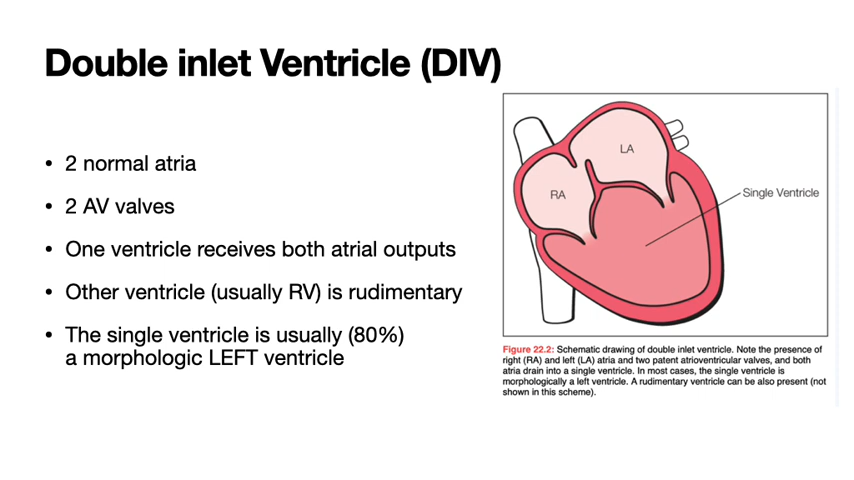 Double inlet Ventricle (DIV)
• 2 normal atria
• 2 AV valves
• One ventricle receives both atrial outputs
• Other ventricle (usually RV) is rudimentary
• The single ventricle is usually (80%)
a morphologic LEFT ventricle
LA
RA
Single Ventricle
Figure 22.2: Schematic drawing of double inlet ventricle. Note the presence of
right (RA) and left (LA) atria and two patent atrioventricular valves, and both
atria drain into a single ventricle. In most cases, the single ventricle is
morphologically a left ventricle. A rudimentary ventricle can be also present (not
shown in this scheme).